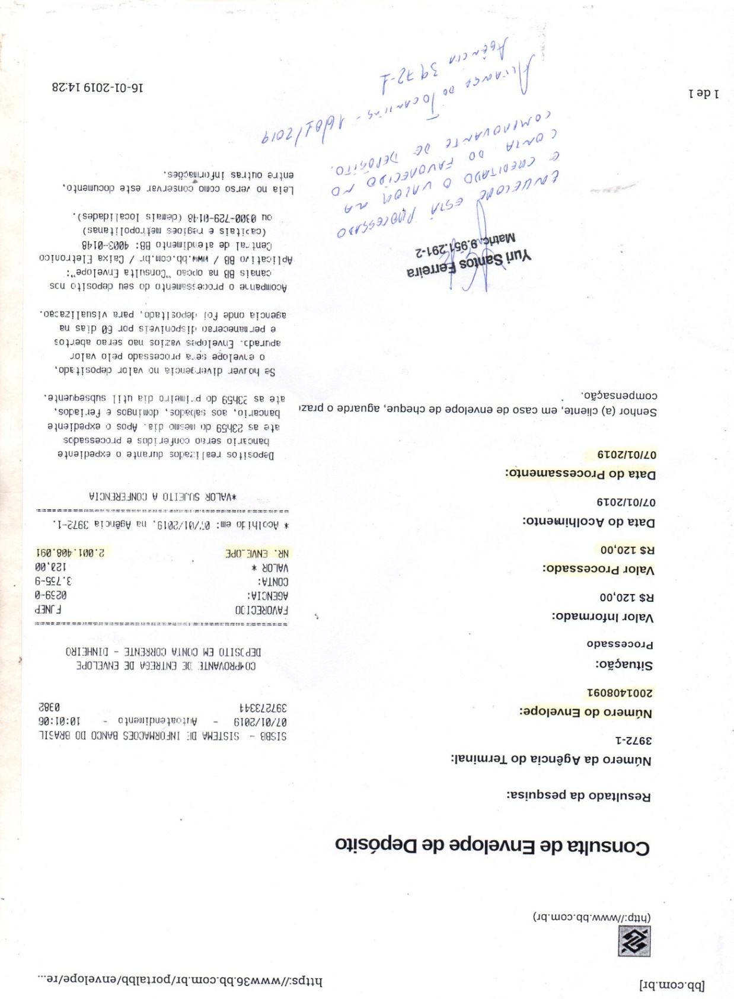 [bb.com.br]
https://www36.bb.com.br/portalbb/envelope/re...
(http://www.bb.com.br)
Consulta de Envelope de Depósito
Resultado da pesquisa:
Número da Agência do Terminal:
3972-1
Número do Envelope:
2001408091
Situação:
Processado
Valor Informado:
R$ 120,00
Valor Processado:
R$ 120,00
Data do Acolhimento:
07/01/2019
Data do Processamento:
07/01/2019
Senhor (a) cliente, em caso de envelope de cheque, aguarde o prazo
compensação.
SISBB - SISTEMA DE INFORMACOES BANCO DO BRASIL
07/01/2019 - Autoatendimento - 10:01:06
397273344 0382
COMPROVANTE DE ENTREGA DE ENVELOPE
DEPOSITO EM CONTA CORRENTE - DINHEIRO
FAVORECIDO FUNEP
AGENCIA: 0239-0
CONTA: 3.755-9
VALOR * 120,00
NR. ENVELOPE 2.001.408.091
* Acolhido em: 07/01/2019, na Agência 3972-1.
*VALOR SUJEITO A CONFERENCIA
Depositos realizados durante o expediente
bancario serao conferidos e processados
ate as 23h59 do mesmo dia. Apos o expediente
bancario, aos sabados, domingos e feriados,
ate as 23h59 do primeiro dia util subsequente.
Se houver divergencia no valor depositado,
o envelope sera processado pelo valor
apurado. Envelopes vazios nao serao abertos
e permanecerao disponiveis por 60 dias na
agencia onde foi depositado, para visualizacao.
Acompanhe o processamento do seu deposito nos
canais BB na opcao "Consulta Envelope":
Aplicativo BB / www.bb.com.br / Caixa Eletronico
Central de atendimento BB: 4003-0148
(capitais e regioes metropolitanas)
ou 0300-729-0148 (demais localidades).
Leia no verso como conservar este documento,
entre outras informações.
Yuri Santos Ferreira
Matric. 9.951.291-2
ENVELOPE ESTÁ PROCESSADO
E CREDITADO O VALOR NA
CONTA DO FAVORECIDO NO
COMPROVANTE DE DEPÓSITO.
Aliança do Tocantins - 16/01/2019
Agência 3972-1
1 de 1
16-01-2019 14:28